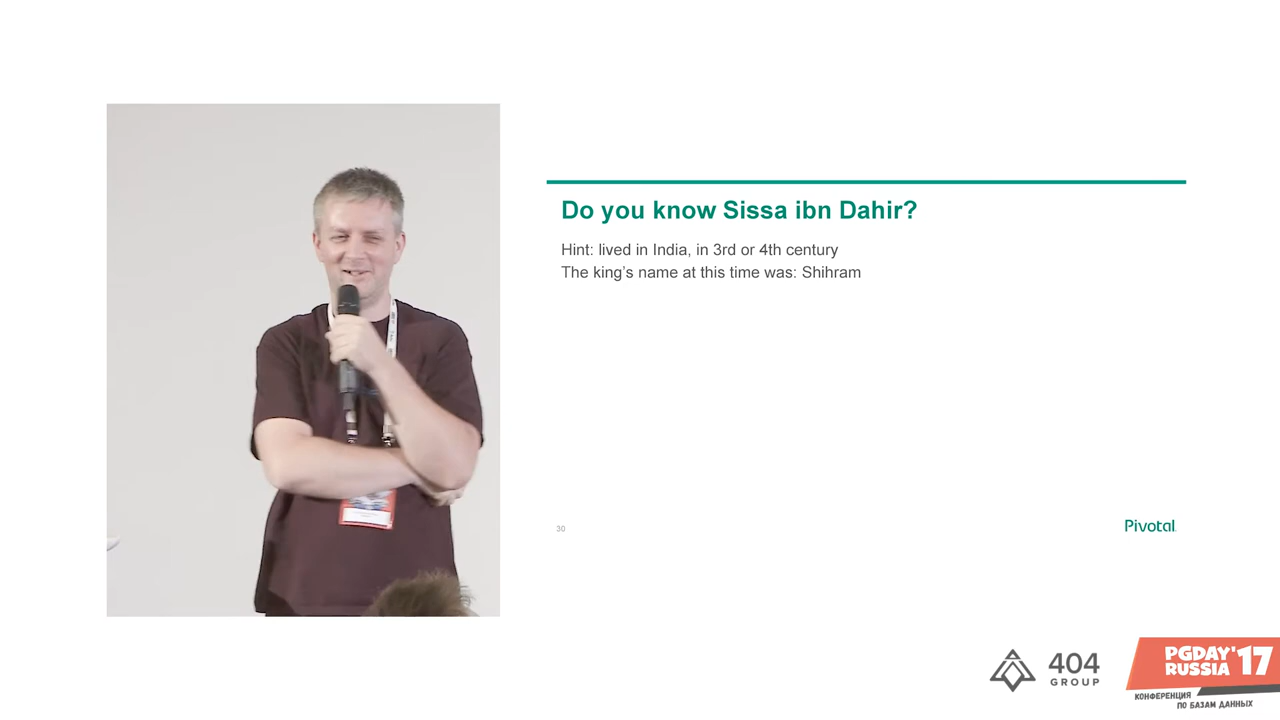 Do you know Sissa ibn Dahir?
Hint: lived in India, in 3rd or 4th century
The king's name at this time was: Shihram
30
Pivotal
404
GROUP
PGDAY'17
RUSSIA
КОНФЕРЕНЦИЯ
ПО БАЗАМ ДАННЫХ